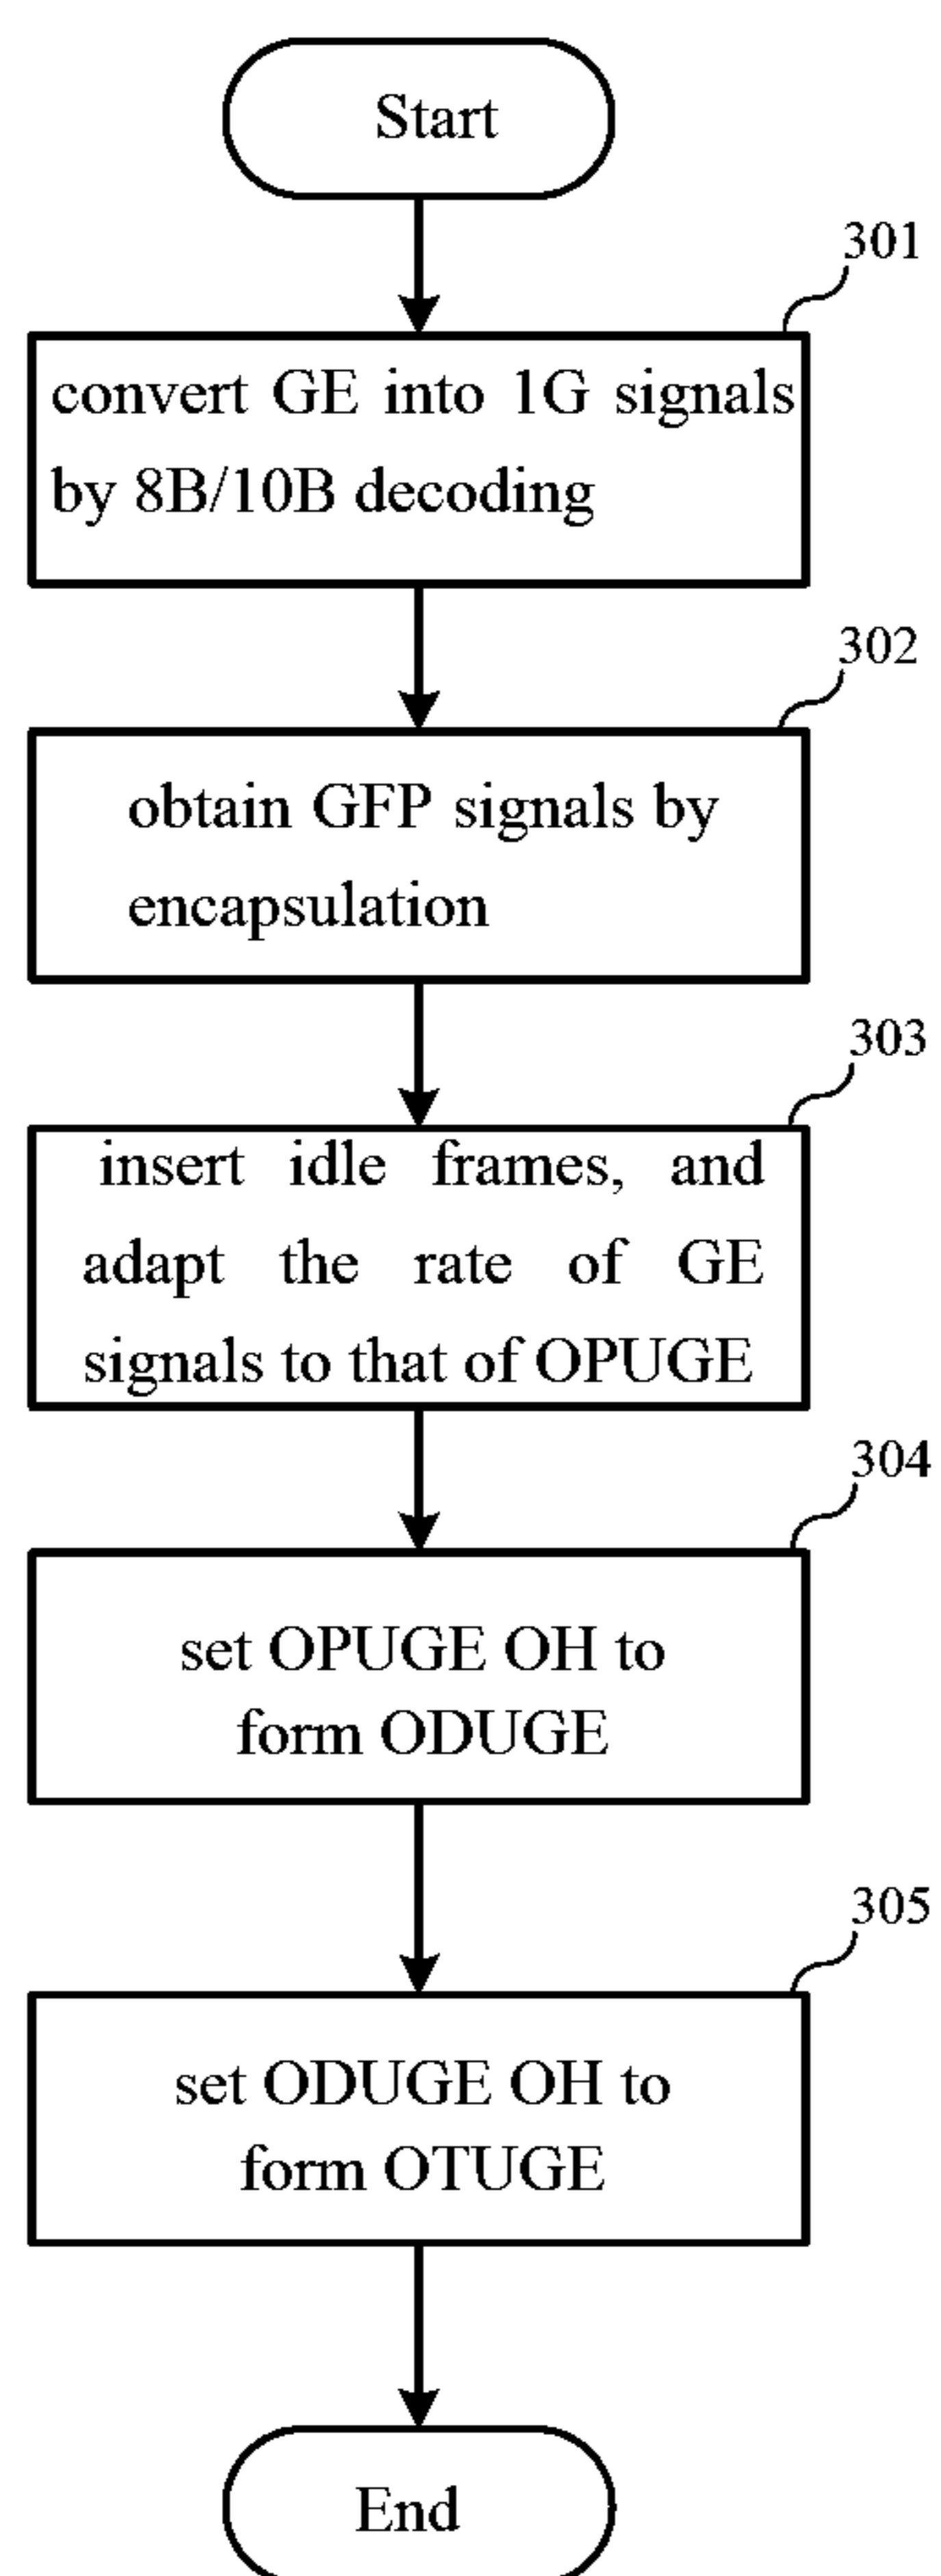 Start
301
convert GE into 1G signals
by 8B/10B decoding
302
obtain GFP signals by
encapsulation
303
insert idle frames, and
adapt the rate of GE
signals to that of OPUGE
304
set OPUGE OH to
form ODUGE
305
set ODUGE OH to
form OTUGE
End